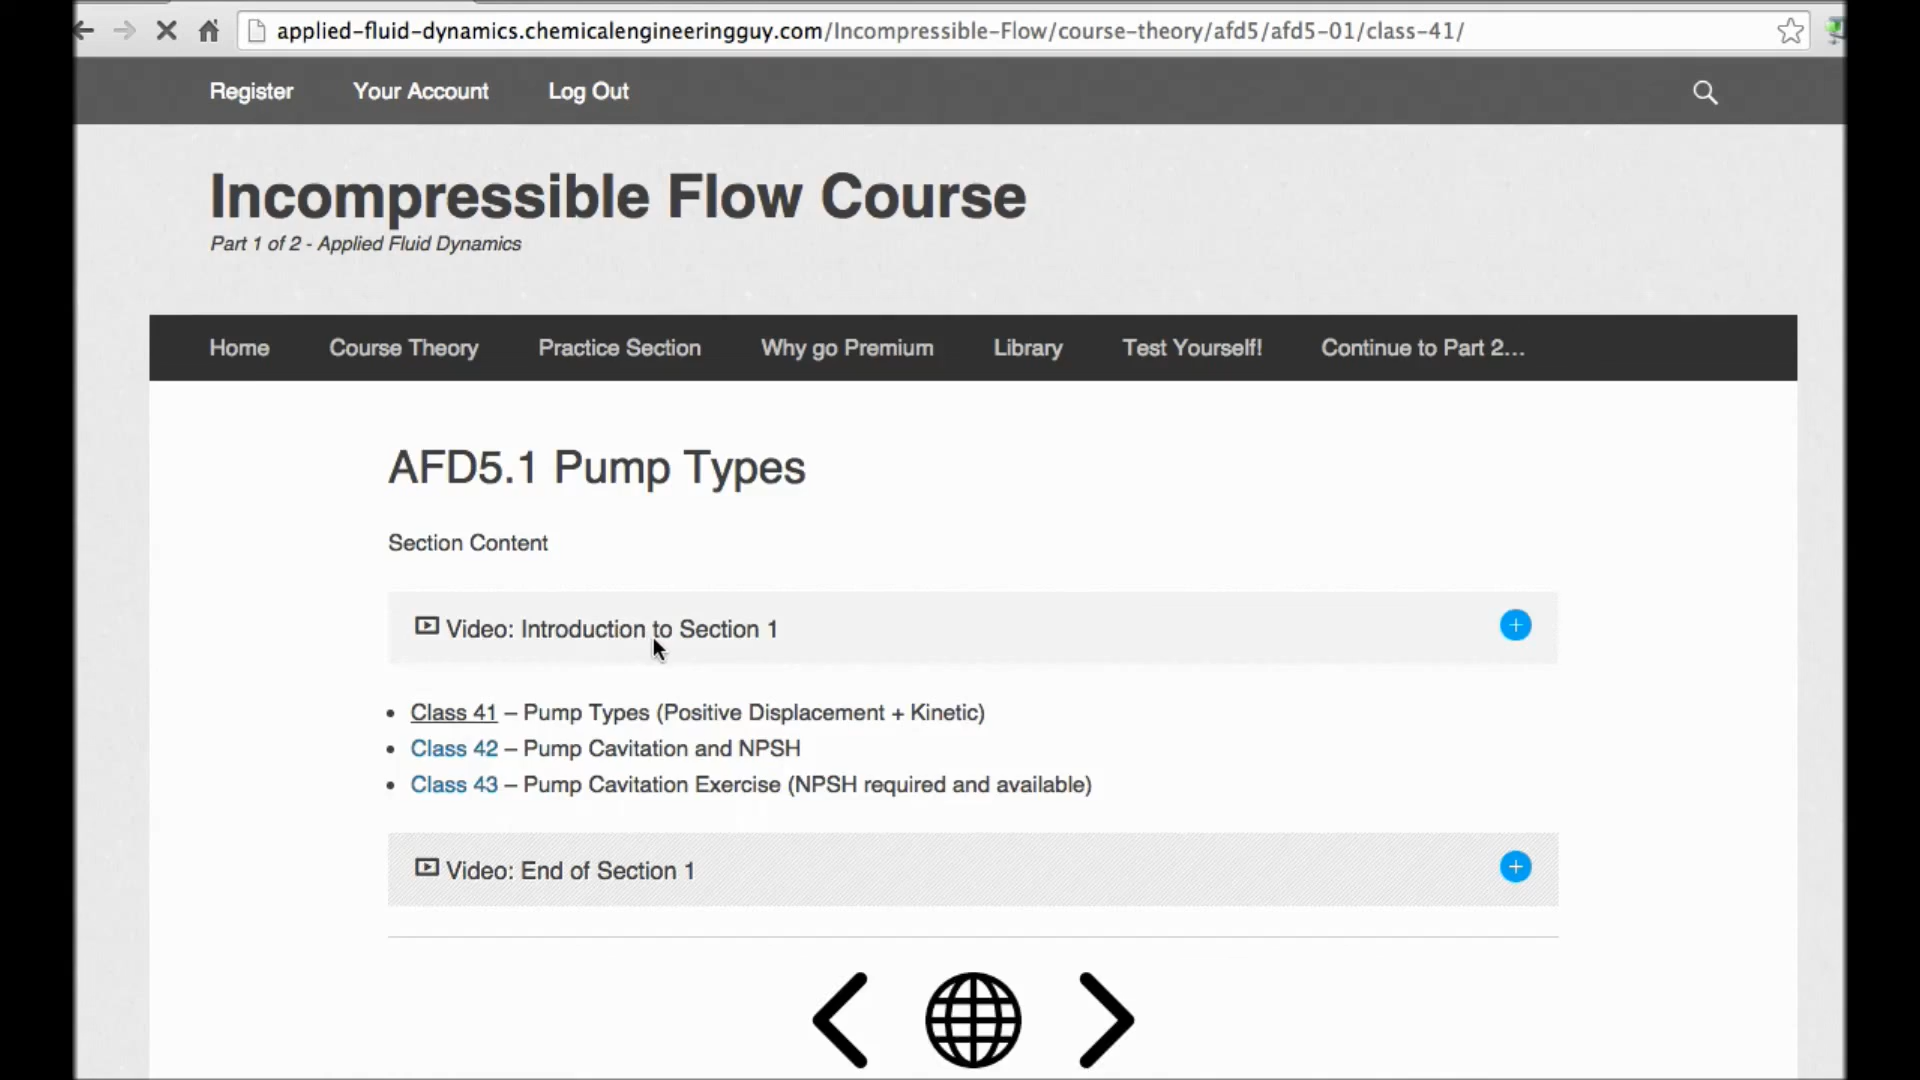 applied-fluid-dynamics.chemicalengineeringguy.com/Incompressible-Flow/course-theory/afd5/afd5-01/class-41/
Register Your Account Log Out
Incompressible Flow Course
Part 1 of 2 - Applied Fluid Dynamics
Home Course Theory Practice Section Why go Premium Library Test Yourself! Continue to Part 2...
AFD5.1 Pump Types
Section Content
Video: Introduction to Section 1
Class 41 – Pump Types (Positive Displacement + Kinetic)
Class 42 – Pump Cavitation and NPSH
Class 43 – Pump Cavitation Exercise (NPSH required and available)
Video: End of Section 1